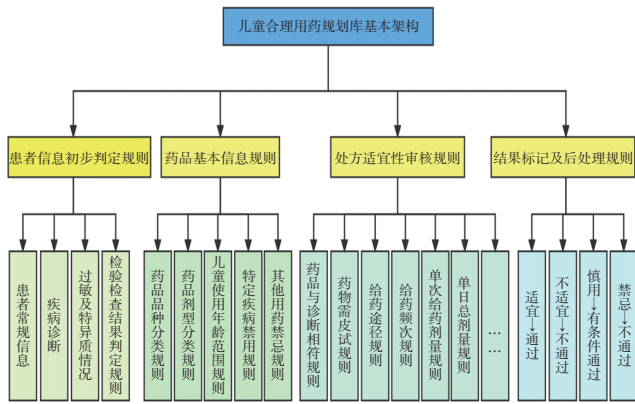 儿童合理用药规划库基本架构
患者信息初步判定规则
药品基本信息规则
处方适宜性审核规则
结果标记及后处理规则
患者常规信息
疾病诊断
过敏及特异质情况
检验检查结果判定规则
药品品种分类规则
药品剂型分类规则
儿童使用年龄范围规则
特定疾病禁用规则
其他用药禁忌规则
药品与诊断相符规则
药物需皮试规则
给药途径规则
给药频次规则
单次给药剂量规则
单日总剂量规则
……
适宜→通过
不适宜→不通过
慎用→有条件通过
禁忌→不通过